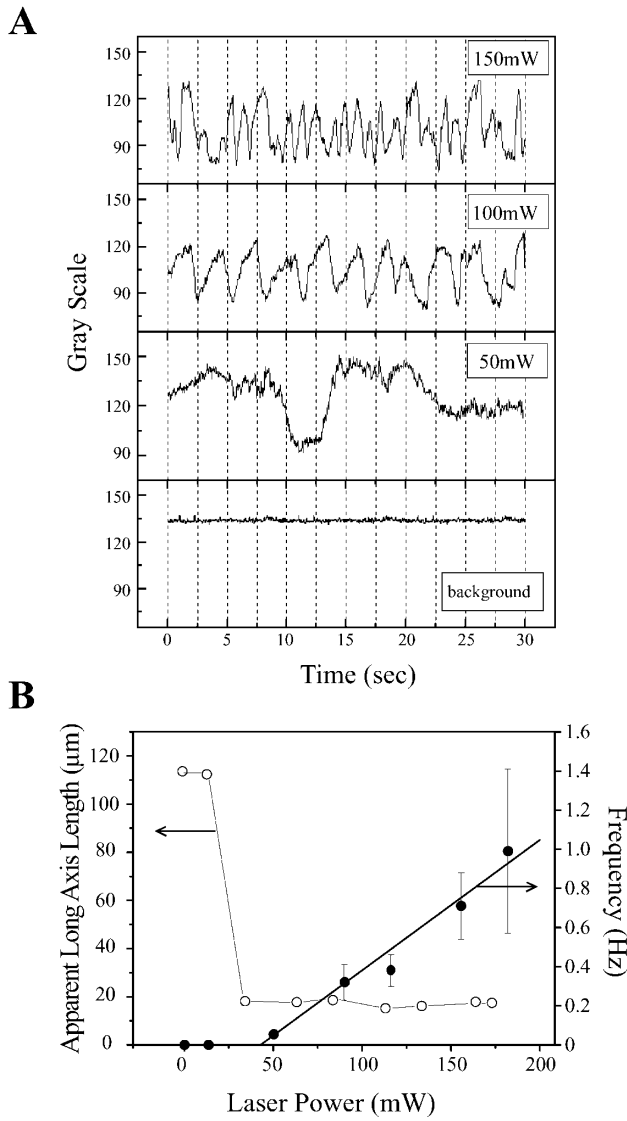 A
150mW
150
120
90
100mW
150
120
90
Gray Scale
50mW
150
120
90
background
150
120
90
0 5 10 15 20 25 30
Time (sec)
B
Apparent Long Axis Length (μm)
120
100
80
60
40
20
0
1.6
1.4
1.2
1.0
0.8
0.6
0.4
0.2
0
Frequency (Hz)
0 50 100 150 200
Laser Power (mW)